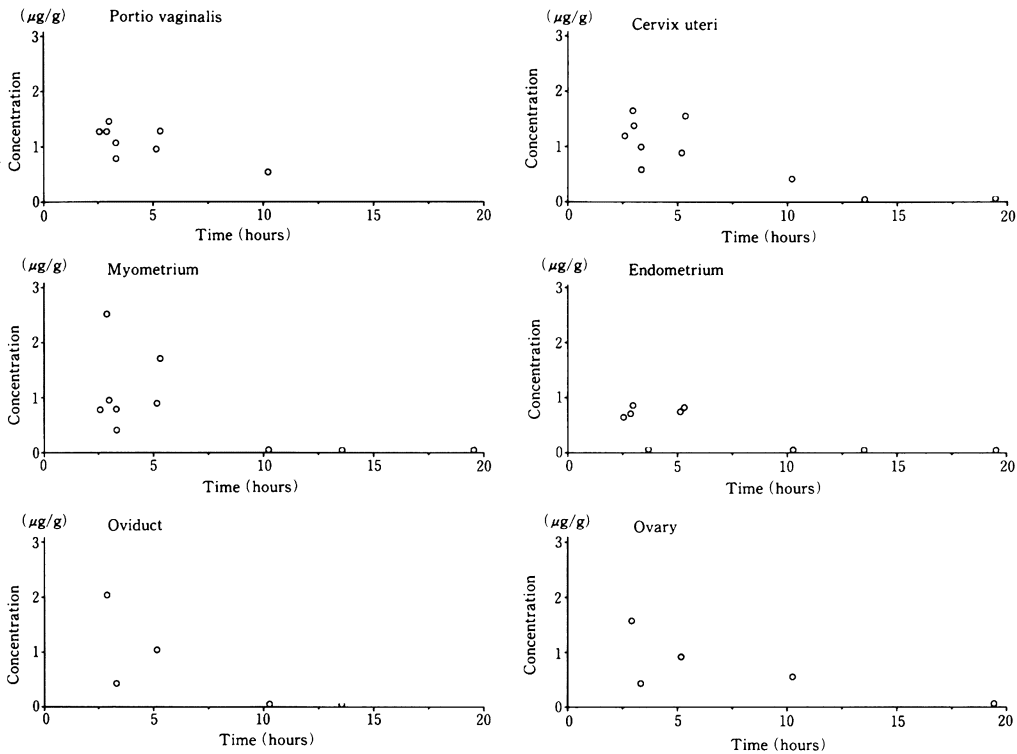 (μg/g) Portio vaginalis
3
2
1
0
Concentration
0 5 10 15 20
Time (hours)
(μg/g) Cervix uteri
3
2
1
0
Concentration
0 5 10 15 20
Time (hours)
(μg/g) Myometrium
3
2
1
0
Concentration
0 5 10 15 20
Time (hours)
(μg/g) Endometrium
3
2
1
0
Concentration
0 5 10 15 20
Time (hours)
(μg/g) Oviduct
3
2
1
0
Concentration
0 5 10 15 20
Time (hours)
(μg/g) Ovary
3
2
1
0
Concentration
0 5 10 15 20
Time (hours)